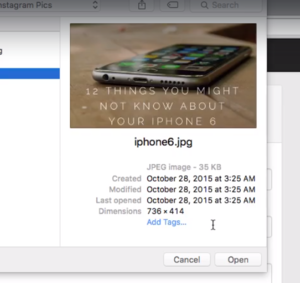 nstagram Pics
Search
g
12 THINGS YOU MIGHT
NOT KNOW ABOUT
YOUR IPHONE 6
iphone6.jpg
JPEG image - 35 KB
Created October 28, 2015 at 3:25 AM
Modified October 28, 2015 at 3:25 AM
Last opened October 28, 2015 at 3:25 AM
Dimensions 736 × 414
Add Tags...
Cancel Open